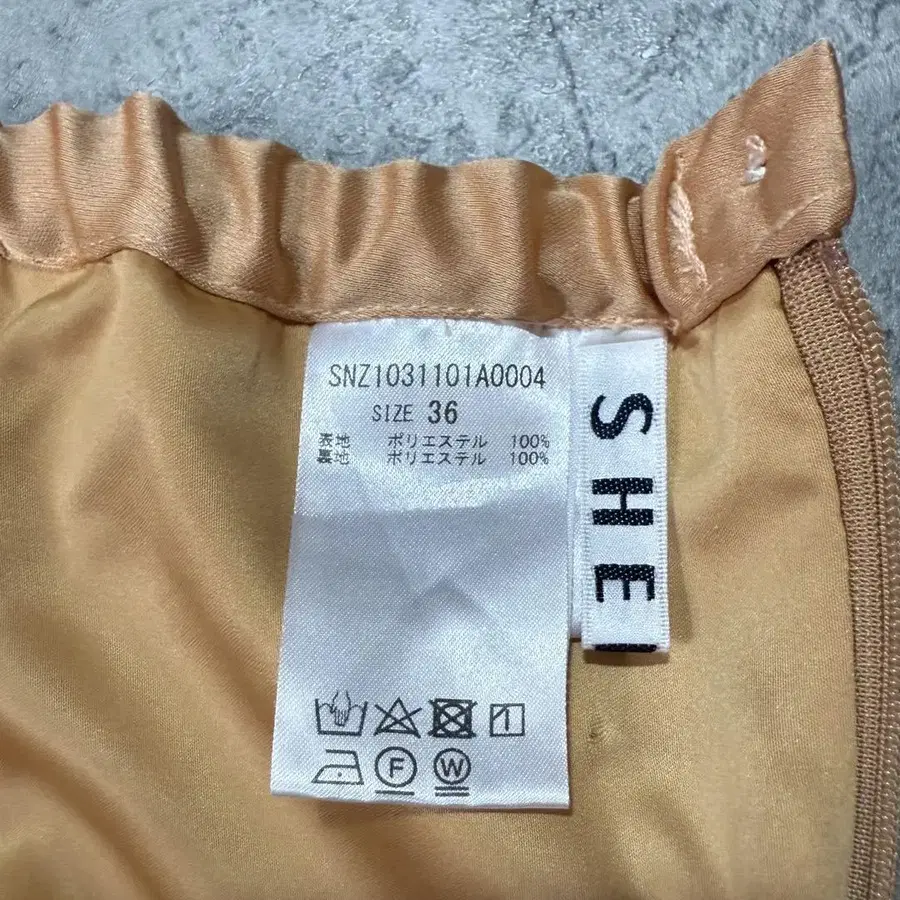 SNZ1031101A0004
SIZE 36
表地 ポリエステル 100%
裏地 ポリエステル 100%
SHE
F W